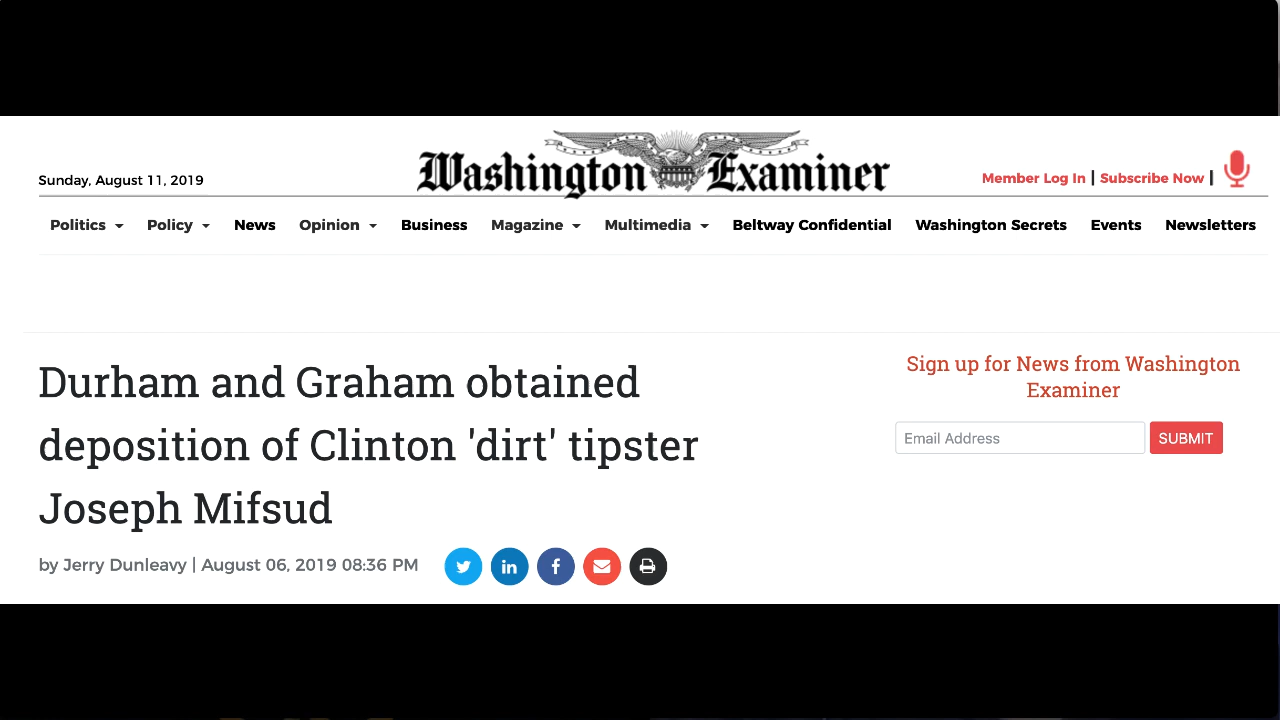 Washington Examiner
Sunday, August 11, 2019
Member Log In | Subscribe Now |
Politics Policy News Opinion Business Magazine Multimedia Beltway Confidential Washington Secrets Events Newsletters
Durham and Graham obtained
deposition of Clinton 'dirt' tipster
Joseph Mifsud
by Jerry Dunleavy | August 06, 2019 08:36 PM
Sign up for News from Washington
Examiner
Email Address SUBMIT